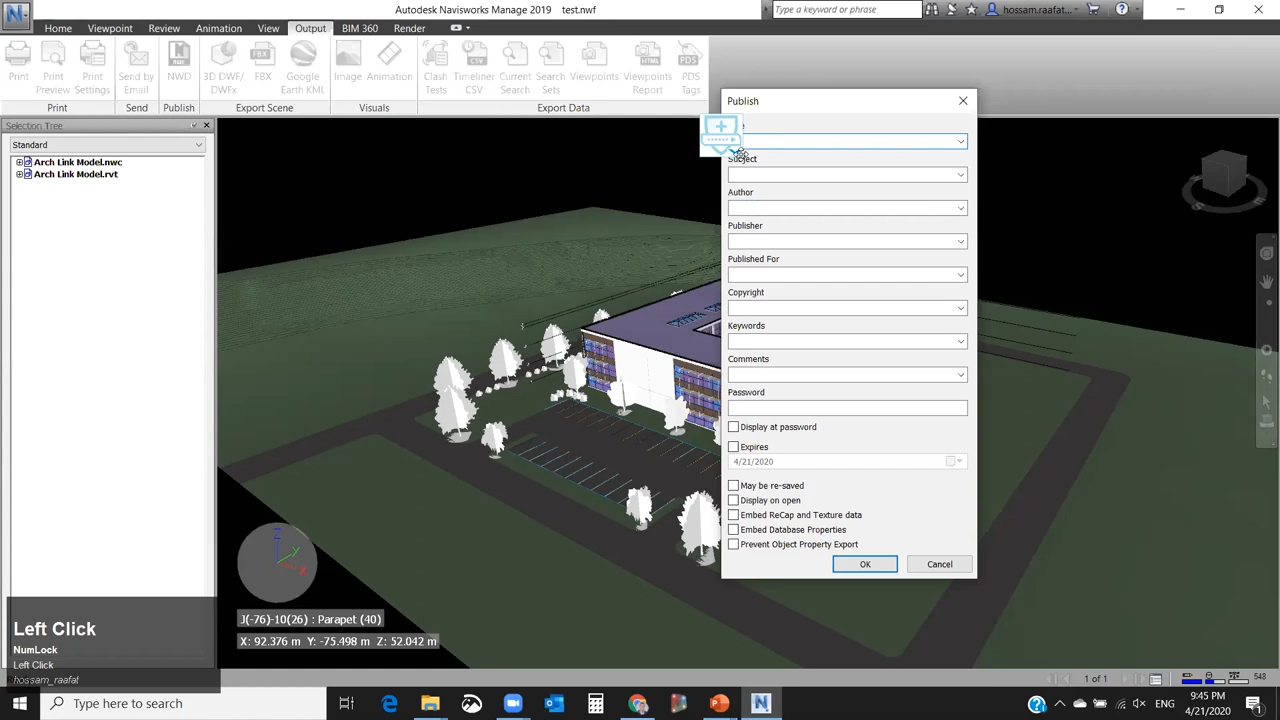 Autodesk Navisworks Manage 2019 test.nwf
Type a keyword or phrase
hossam.raafat...
Home Viewpoint Review Animation View Output BIM 360 Render
Print Print Preview Print Settings Send by Email NWD 3D DWF/DWFx FBX Google Earth KML Image Animation Clash Tests Timeliner CSV Current Search Search Sets Viewpoints Viewpoints Report PDS Tags
Print Send Publish Export Scene Visuals Export Data
Selection Tree
Standard
Arch Link Model.nwc
Arch Link Model.rvt
Publish
Subject
Author
Publisher
Published For
Copyright
Keywords
Comments
Password
Display at password
Expires
4/21/2020
May be re-saved
Display on open
Embed ReCap and Texture data
Embed Database Properties
Prevent Object Property Export
OK Cancel
Z
Y
X
J(-76)-10(26) : Parapet (40)
X: 92.376 m Y: -75.498 m Z: 52.042 m
Left Click
NumLock
Left Click
hossam_raafat
1 of 1
548
Type here to search
ENG
9:45 PM
4/21/2020